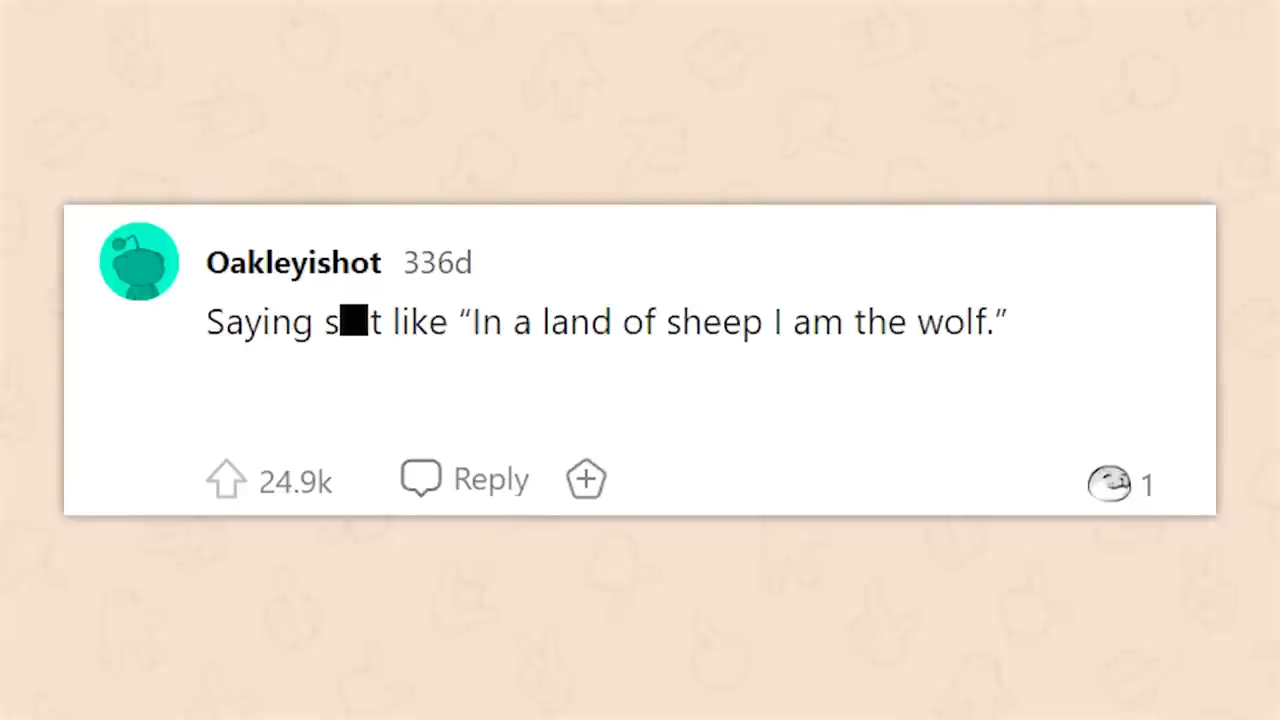 Oakleyishot 336d
Saying s■t like “In a land of sheep I am the wolf.”
24.9k Reply 1